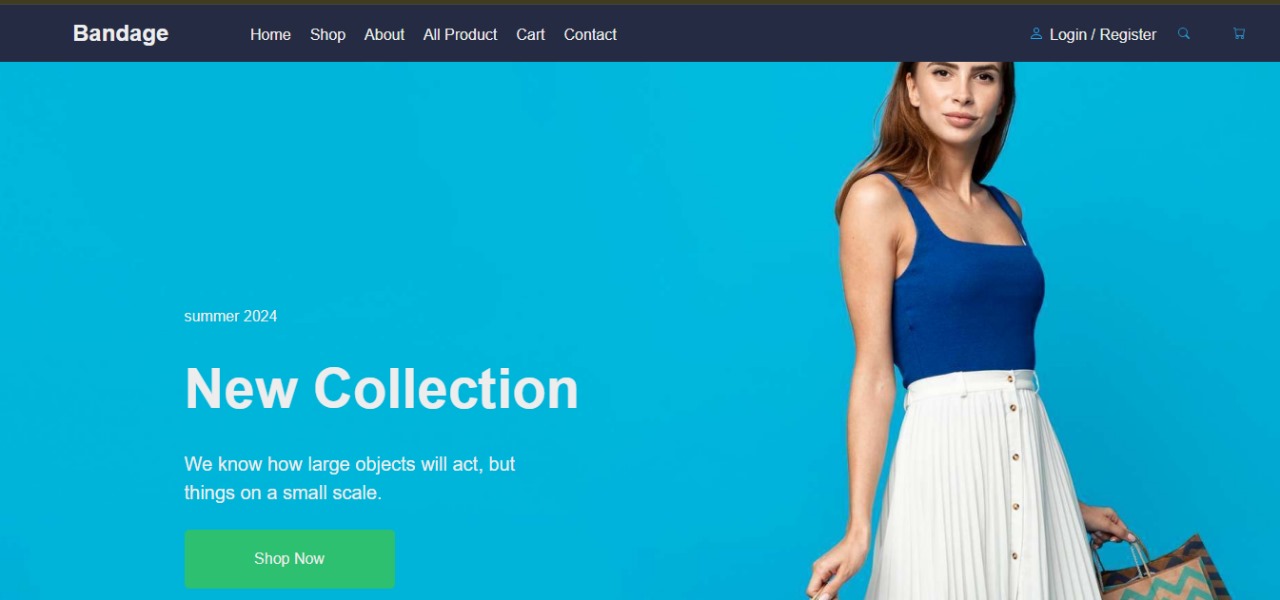 Bandage
Home Shop About All Product Cart Contact
Login / Register
summer 2024
New Collection
We know how large objects will act, but
things on a small scale.
Shop Now